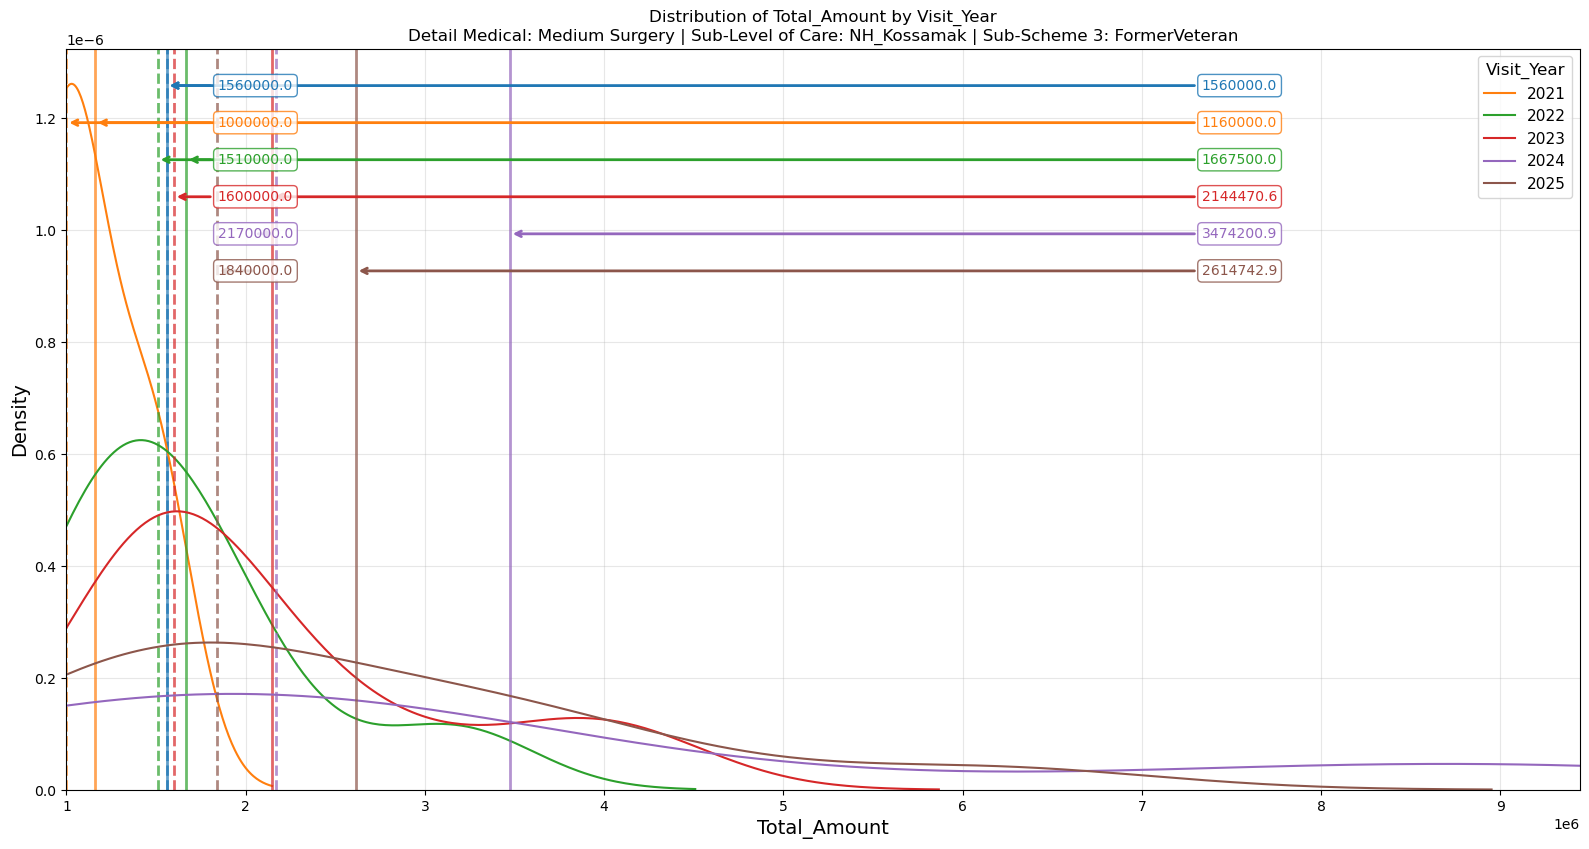 Distribution of Total_Amount by Visit_Year
Detail Medical: Medium Surgery | Sub-Level of Care: NH_Kossamak | Sub-Scheme 3: FormerVeteran
1e−6
Visit_Year
2021
2022
2023
2024
2025
1560000.0 1560000.0
1000000.0 1160000.0
1510000.0 1667500.0
1600000.0 2144470.6
2170000.0 3474200.9
1840000.0 2614742.9
1.2
1.0
0.8
0.6
0.4
0.2
0.0
Density
1 2 3 4 5 6 7 8 9
1e6
Total_Amount